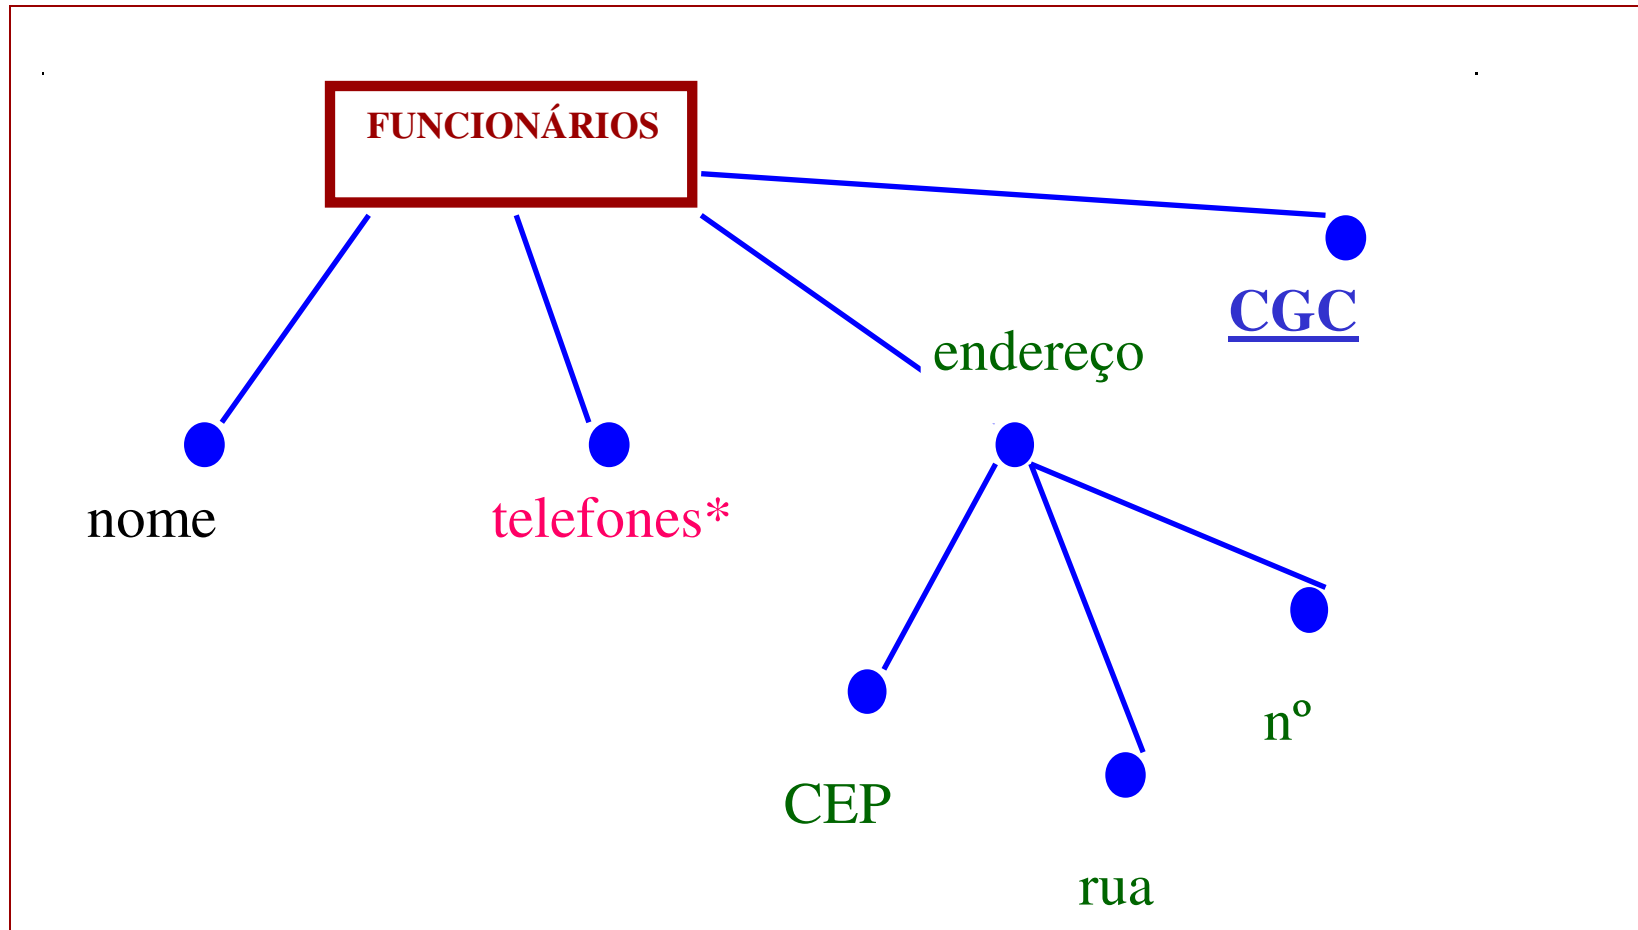 FUNCIONÁRIOS
CGC
endereço
nome
telefones*
nº
CEP
rua